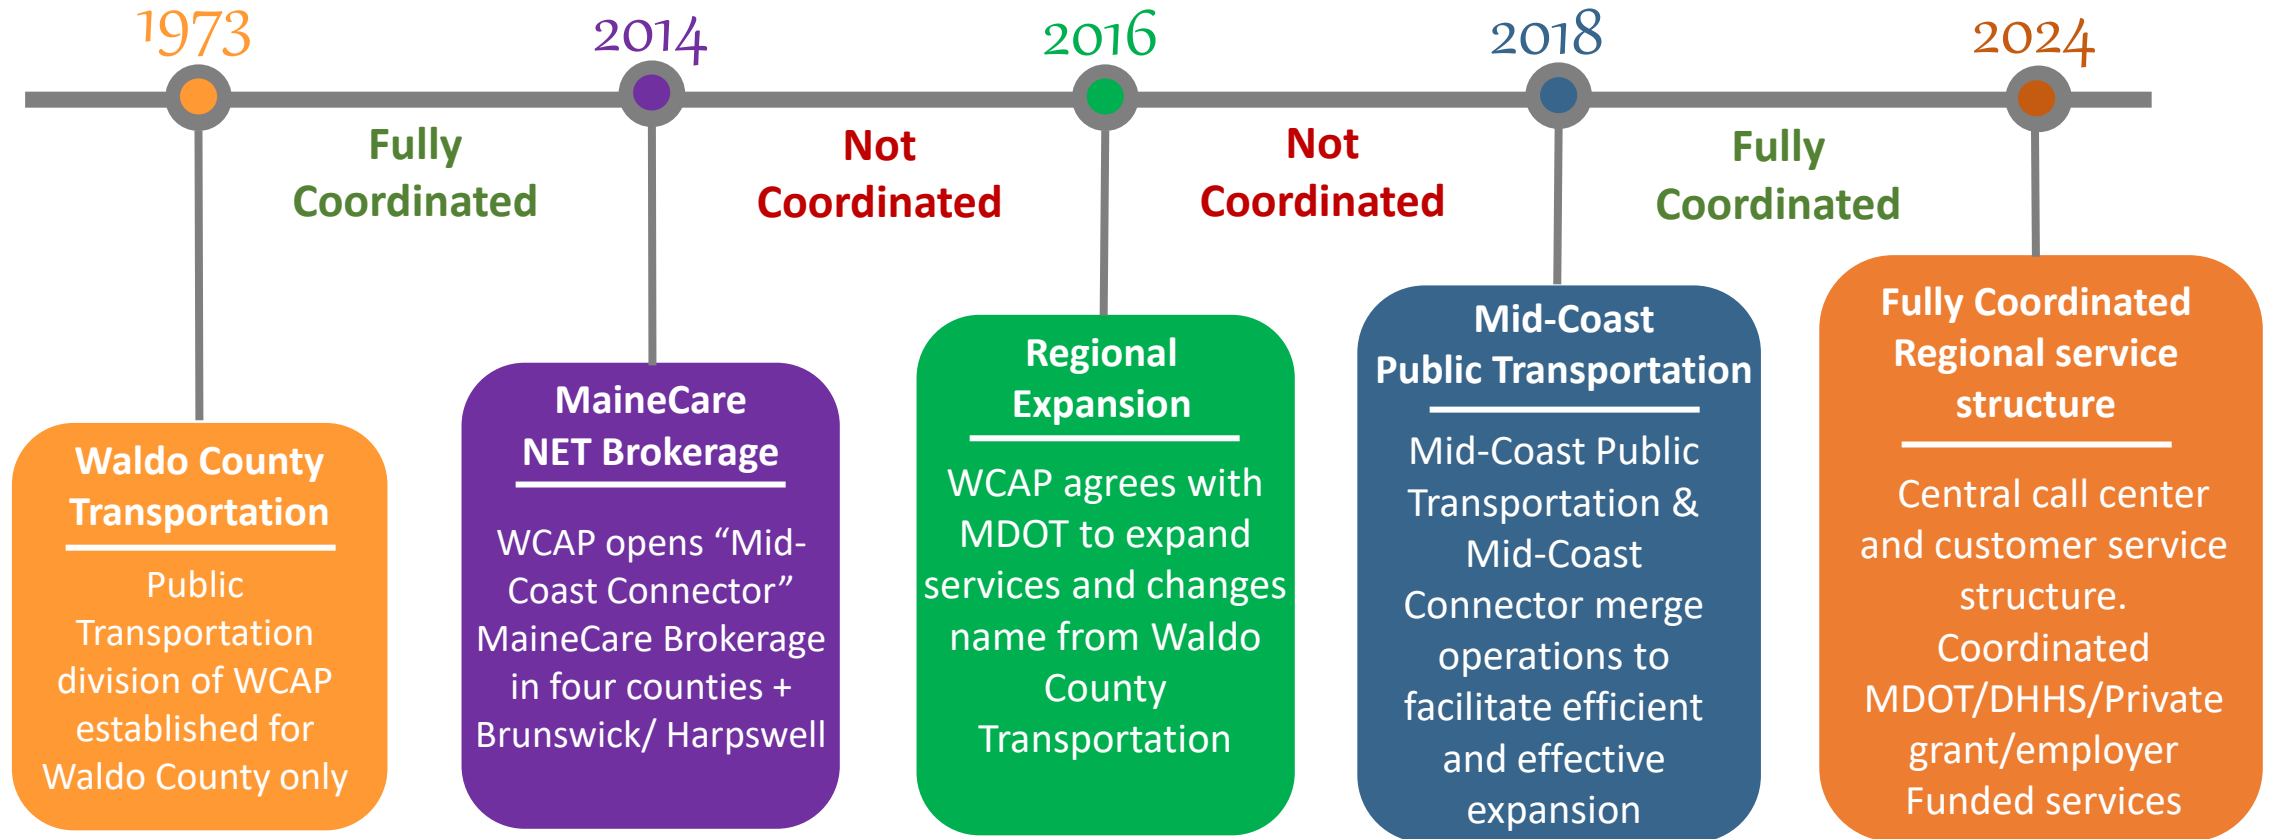 1973
2014
2016
2018
2024
Fully
Coordinated
Not
Coordinated
Not
Coordinated
Fully
Coordinated
Waldo County
Transportation
Public
Transportation
division of WCAP
established for
Waldo County only
MaineCare
NET Brokerage
WCAP opens “Mid-
Coast Connector”
MaineCare Brokerage
in four counties +
Brunswick/ Harpswell
Regional
Expansion
WCAP agrees with
MDOT to expand
services and changes
name from Waldo
County
Transportation
Mid-Coast
Public Transportation
Mid-Coast Public
Transportation &
Mid-Coast
Connector merge
operations to
facilitate efficient
and effective
expansion
Fully Coordinated
Regional service
structure
Central call center
and customer service
structure.
Coordinated
MDOT/DHHS/Private
grant/employer
Funded services